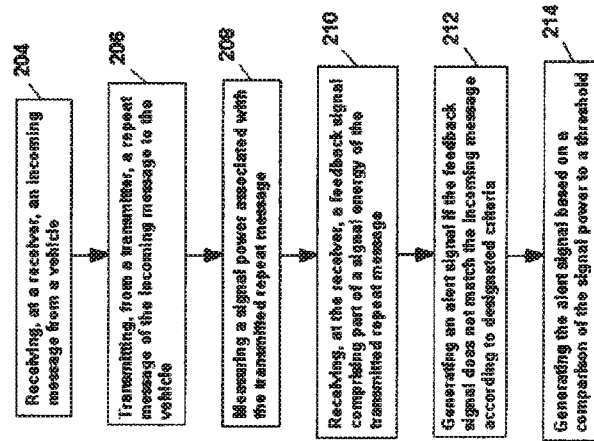 204
Receiving, at a receiver, an incoming
message from a vehicle
206
Transmitting, from a transmitter, a repeat
message of the incoming message to the
vehicle
208
Measuring a signal power associated with
the transmitted repeat message
210
Receiving, at the receiver, a feedback signal
comprising part of a signal energy of the
transmitted repeat message
212
Generating an alert signal if the feedback
signal does not match the incoming message
according to designated criteria
214
Generating the alert signal based on a
comparison of the signal power to a threshold